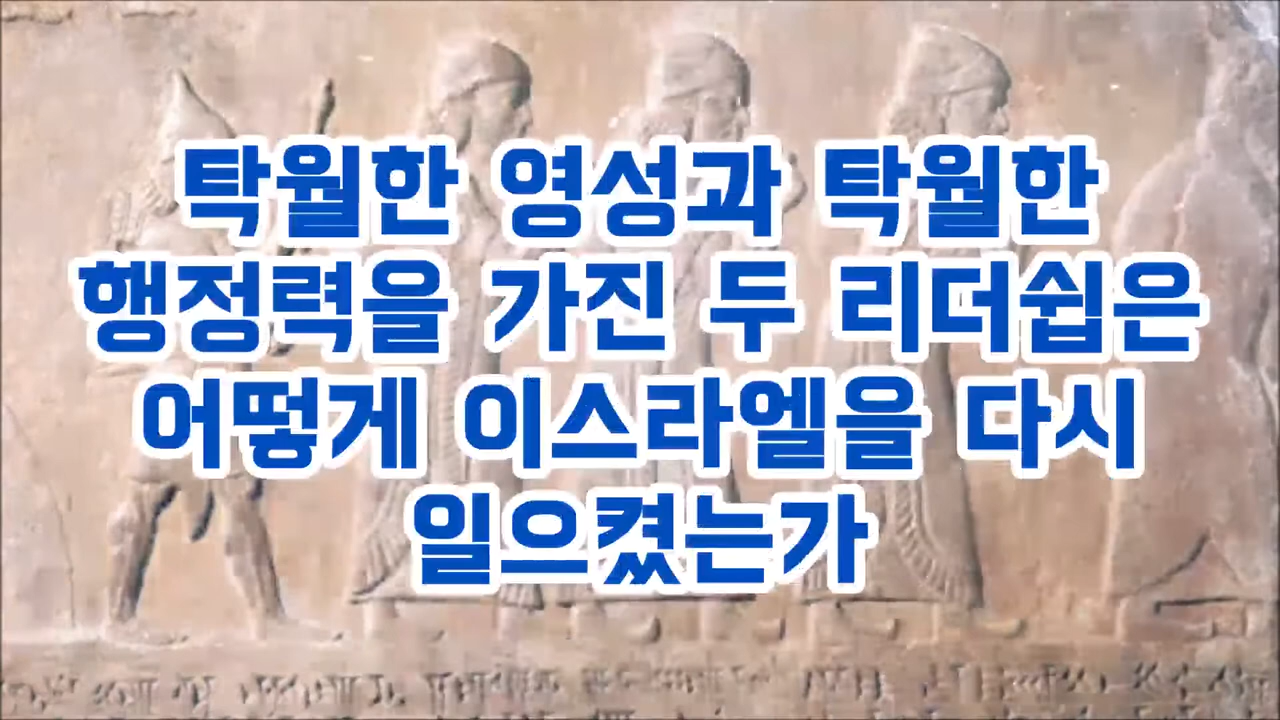 탁월한 영성과 탁월한
행정력을 가진 두 리더쉽은
어떻게 이스라엘을 다시
일으켰는가